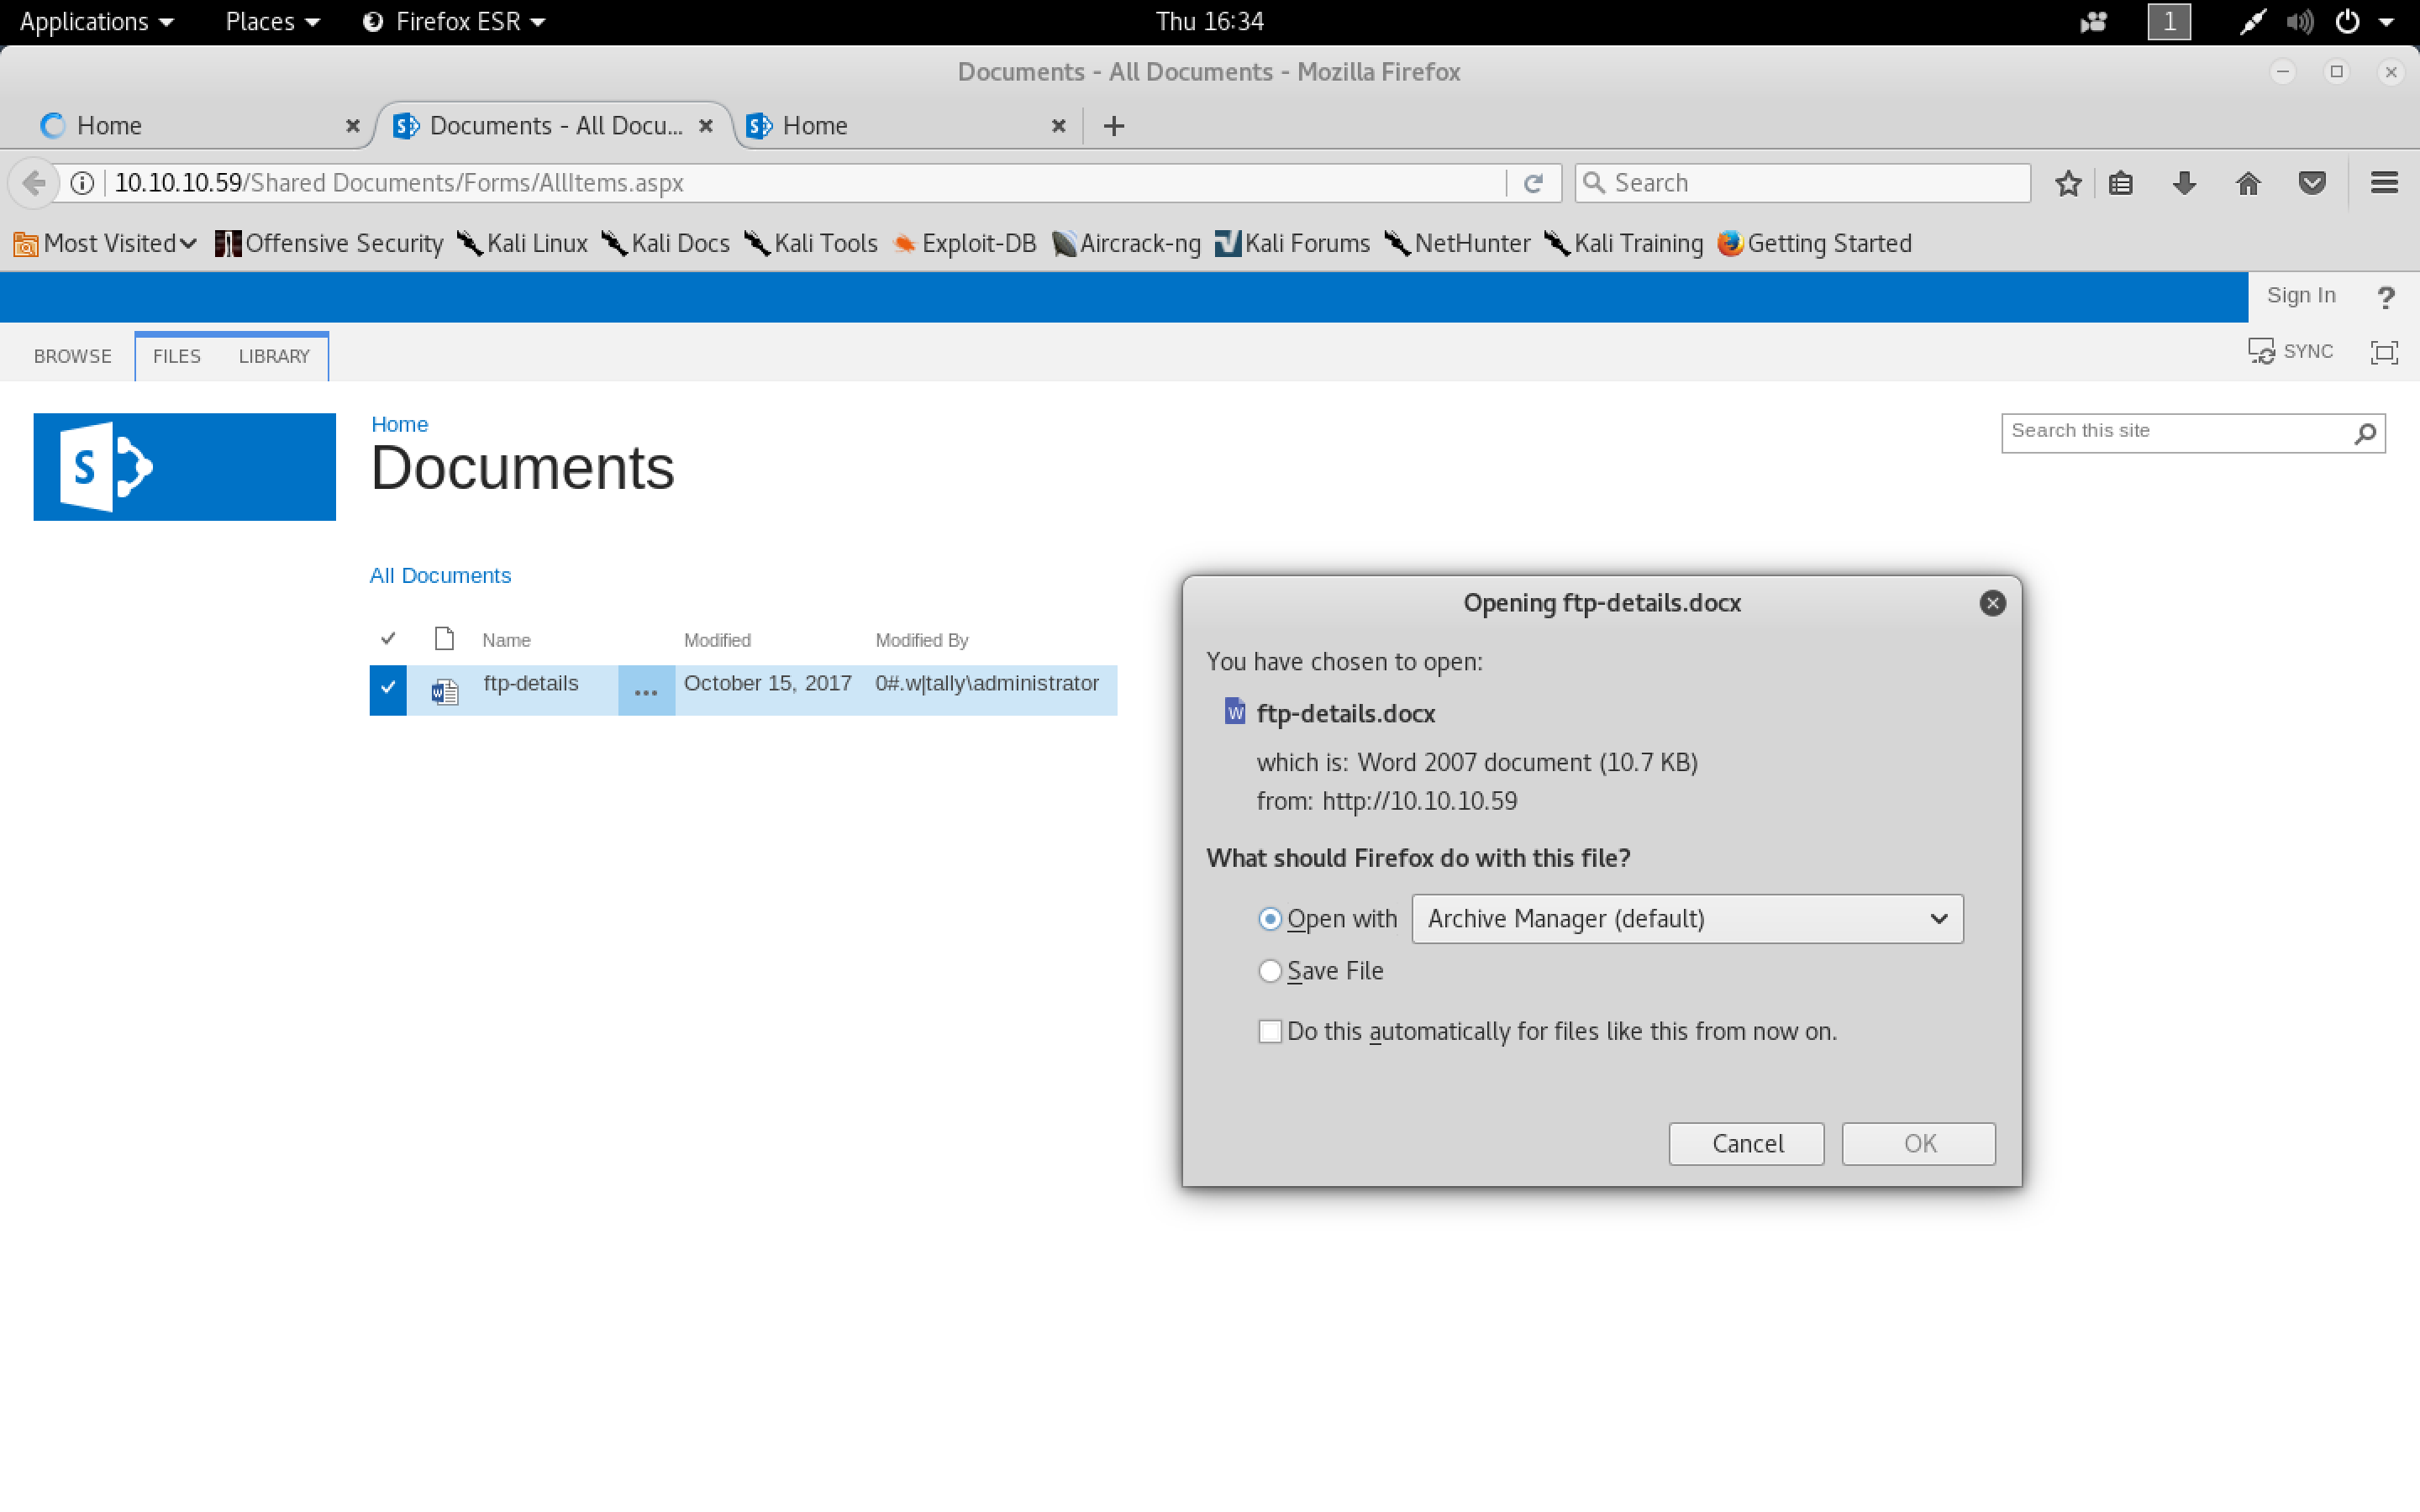 Applications Places Firefox ESR Thu 16:34 1
Documents - All Documents - Mozilla Firefox
Home Documents - All Docu... Home
10.10.10.59/Shared Documents/Forms/AllItems.aspx Search
Most Visited Offensive Security Kali Linux Kali Docs Kali Tools Exploit-DB Aircrack-ng Kali Forums NetHunter Kali Training Getting Started
Sign In ?
BROWSE FILES LIBRARY SYNC
Home
S Documents Search this site
All Documents
Name Modified Modified By
ftp-details ... October 15, 2017 0#.w|tally\administrator
Opening ftp-details.docx
You have chosen to open:
ftp-details.docx
which is: Word 2007 document (10.7 KB)
from: http://10.10.10.59
What should Firefox do with this file?
Open with Archive Manager (default)
Save File
Do this automatically for files like this from now on.
Cancel OK